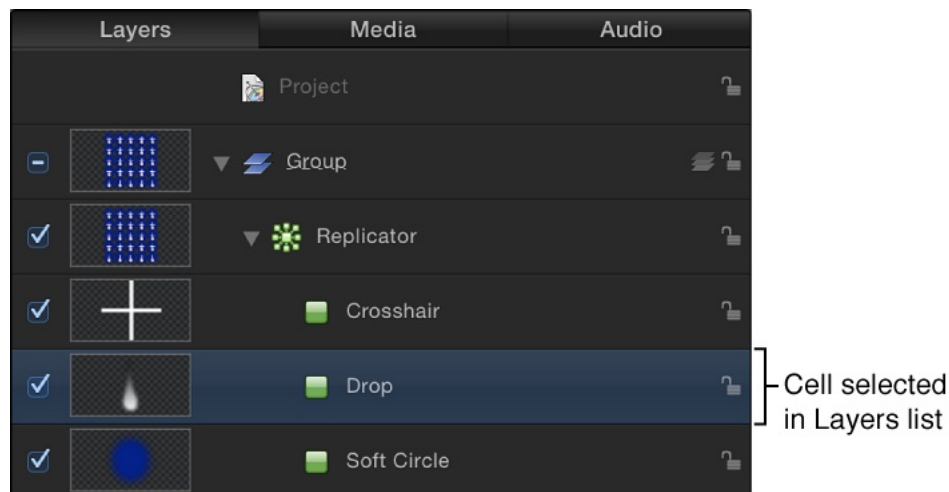 Layers Media Audio
Project
Group
Replicator
Crosshair
Drop
Soft Circle
Cell selected
in Layers list